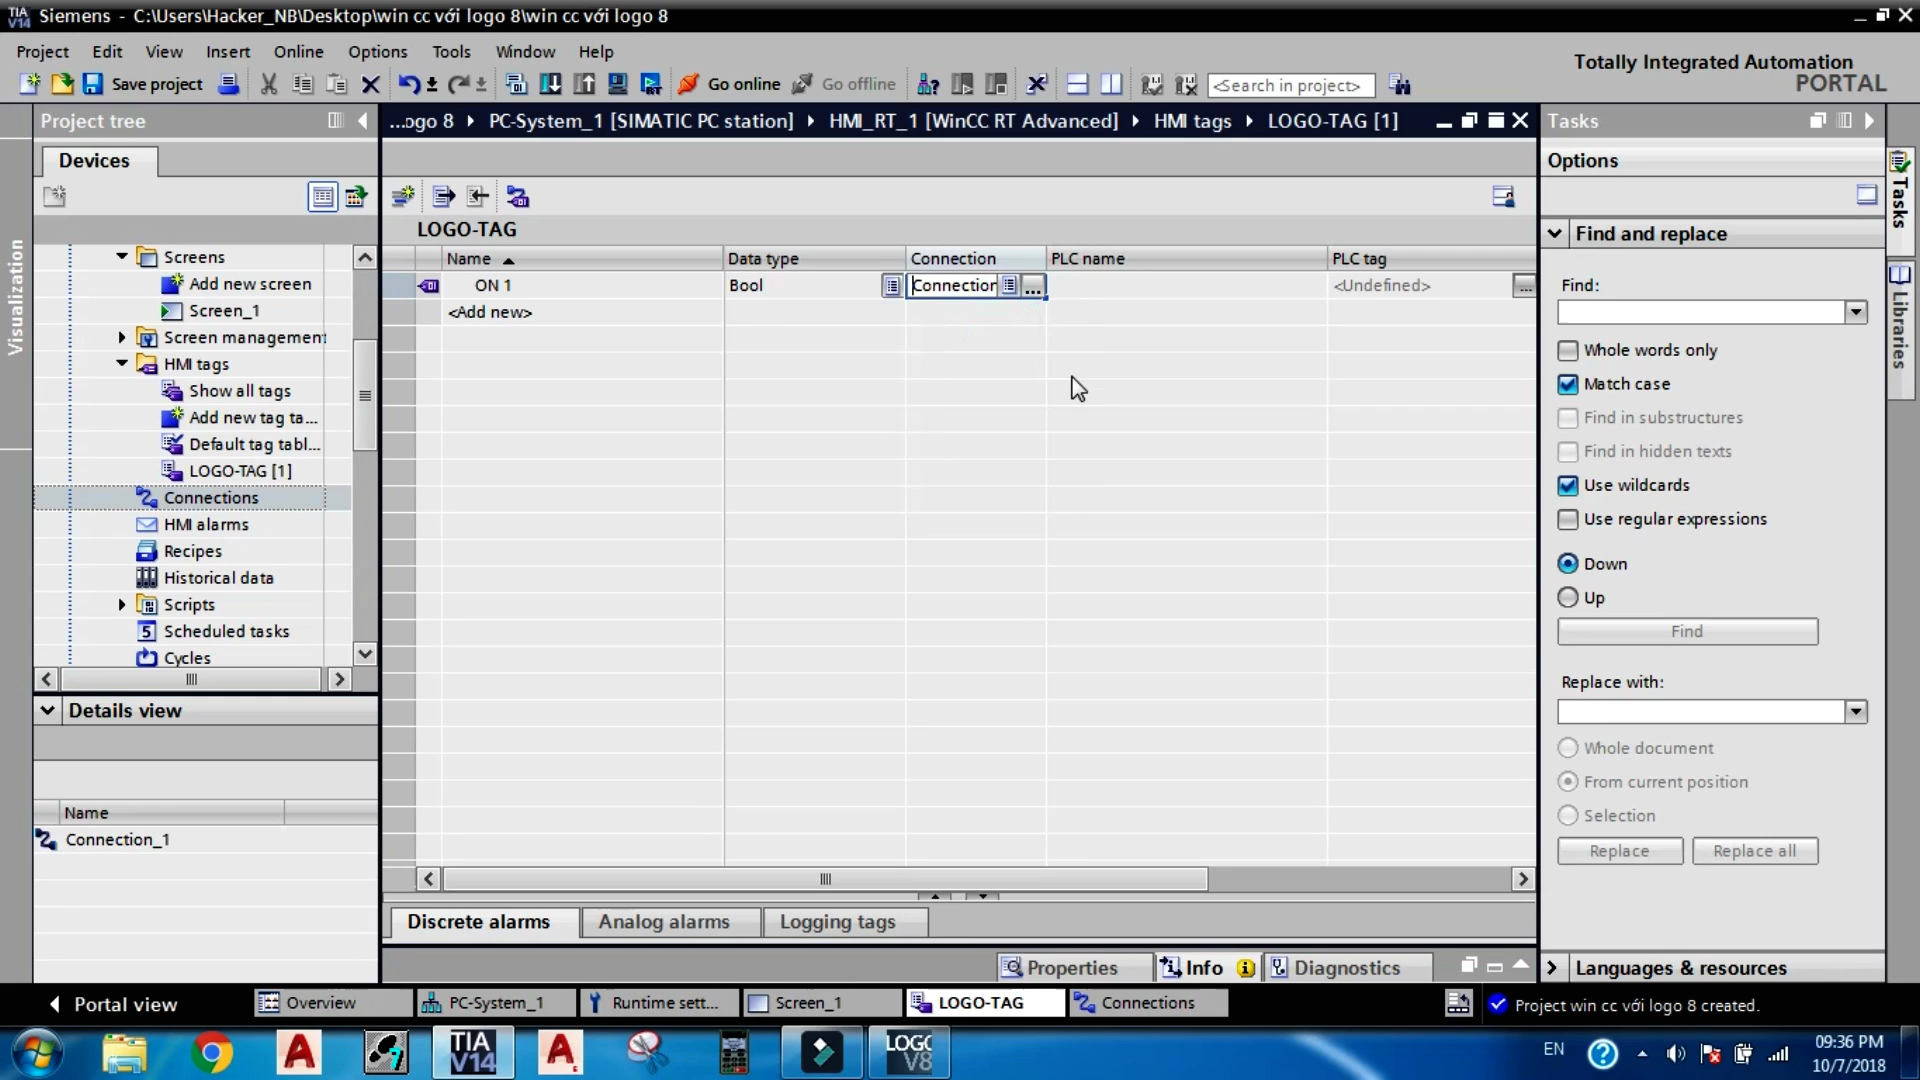 TIA V14 Siemens - C:\Users\Hacker_NB\Desktop\win cc với logo 8\win cc với logo 8
Project Edit View Insert Online Options Tools Window Help
Totally Integrated Automation
PORTAL
Save project Go online Go offline <Search in project>
Project tree
...ogo 8 PC-System_1 [SIMATIC PC station] HMI_RT_1 [WinCC RT Advanced] HMI tags LOGO-TAG [1]
Tasks
Devices
Options
Visualization
Tasks
Libraries
LOGO-TAG
Name Data type Connection PLC name PLC tag
ON 1 Bool Connection <Undefined> ...
<Add new>
Screens
Add new screen
Screen_1
Screen management
HMI tags
Show all tags
Add new tag ta...
Default tag tabl...
LOGO-TAG [1]
Connections
HMI alarms
Recipes
Historical data
Scripts
5 Scheduled tasks
Cycles
Details view
Name
Connection_1
Find and replace
Find:
Whole words only
Match case
Find in substructures
Find in hidden texts
Use wildcards
Use regular expressions
Down
Up
Find
Replace with:
Whole document
From current position
Selection
Replace Replace all
Languages & resources
Discrete alarms Analog alarms Logging tags
Properties Info Diagnostics
Portal view Overview PC-System_1 Runtime sett... Screen_1 LOGO-TAG Connections Project win cc với logo 8 created.
TIA V14 LOGO V8 EN 09:36 PM
10/7/2018